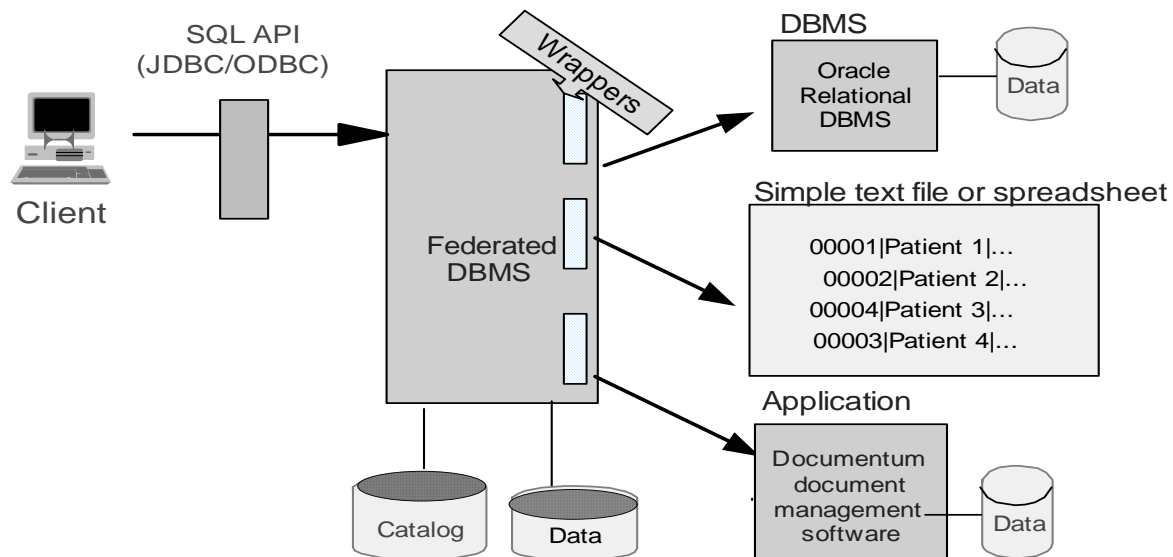 SQL API
(JDBC/ODBC)
Client
Wrappers
Federated
DBMS
Catalog
Data
DBMS
Oracle
Relational
DBMS
Data
Simple text file or spreadsheet
00001|Patient 1|...
00002|Patient 2|...
00004|Patient 3|...
00003|Patient 4|...
Application
Documentum
document
management
software
Data